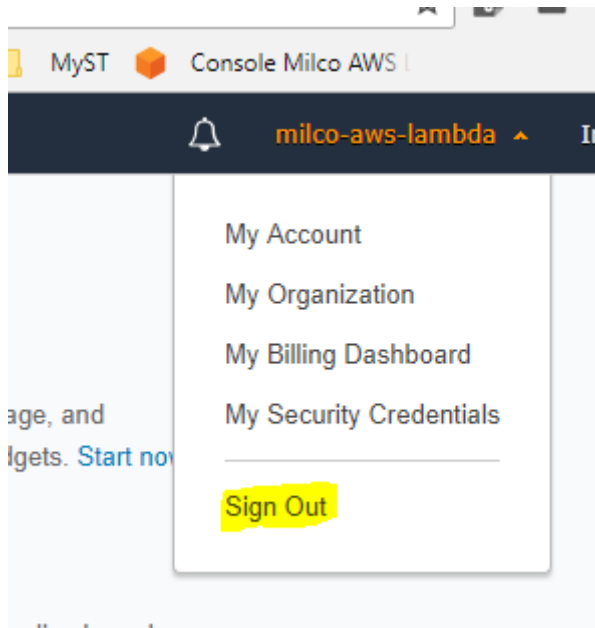 MyST Console Milco AWS L
milco-aws-lambda
My Account
My Organization
My Billing Dashboard
My Security Credentials
age, and
dgets. Start now
Sign Out